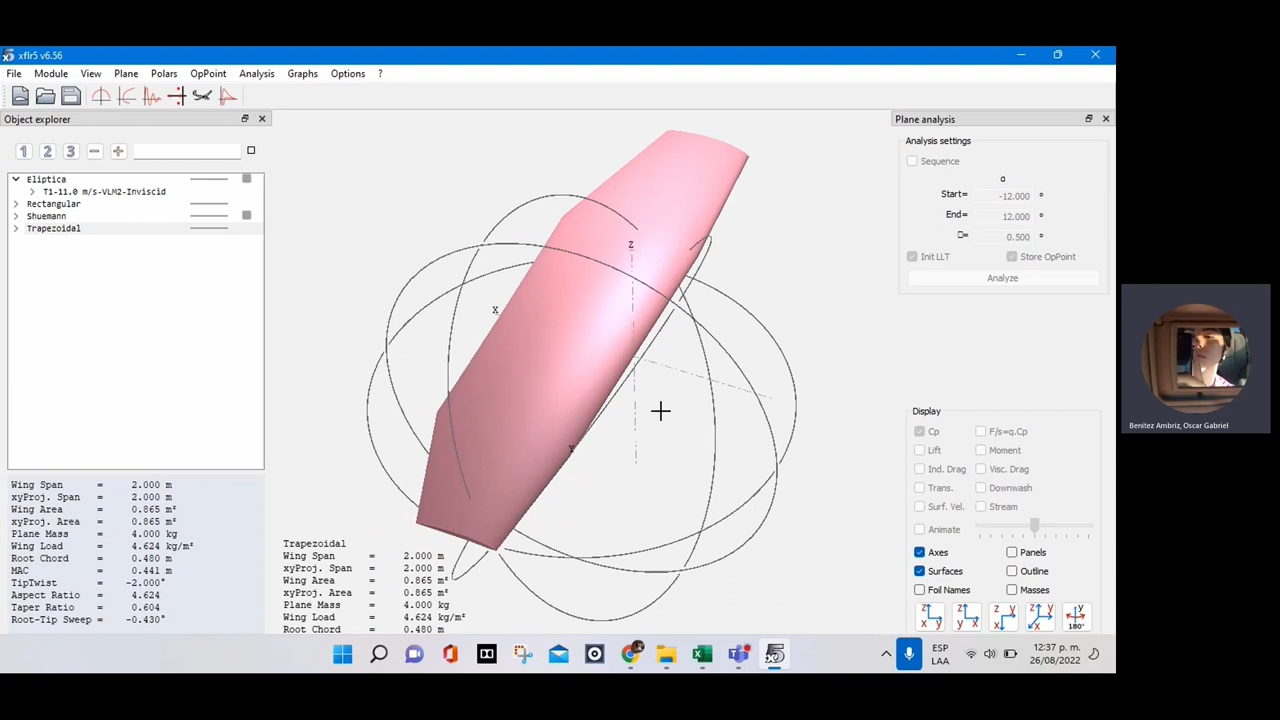 xflr5 v6.56
File Module View Plane Polars OpPoint Analysis Graphs Options ?
Object explorer
1 2 3
Eliptica
T1-11.0 m/s-VLM2-Inviscid
Rectangular
Shuemann
Trapezoidal
Wing Span = 2.000 m
xyProj. Span = 2.000 m
Wing Area = 0.865 m²
xyProj. Area = 0.865 m²
Plane Mass = 4.000 kg
Wing Load = 4.624 kg/m²
Root Chord = 0.480 m
MAC = 0.441 m
TipTwist = -2.000°
Aspect Ratio = 4.624
Taper Ratio = 0.604
Root-Tip Sweep = -0.430°
z
x
Y
Trapezoidal
Wing Span = 2.000 m
xyProj. Span = 2.000 m
Wing Area = 0.865 m²
xyProj. Area = 0.865 m²
Plane Mass = 4.000 kg
Wing Load = 4.624 kg/m²
Root Chord = 0.480 m
Plane analysis
Analysis settings
Sequence
α
Start= -12.000 °
End= 12.000 °
□= 0.500 °
Init LLT Store OpPoint
Analyze
Display
Cp F/s=q.Cp
Lift Moment
Ind. Drag Visc. Drag
Trans. Downwash
Surf. Vel. Stream
Animate
Axes Panels
Surfaces Outline
Foil Names Masses
z x y
z x y
z y x
z y x
y 180°
Benitez Ambriz, Oscar Gabriel
ESP
LAA
12:37 p. m.
26/08/2022